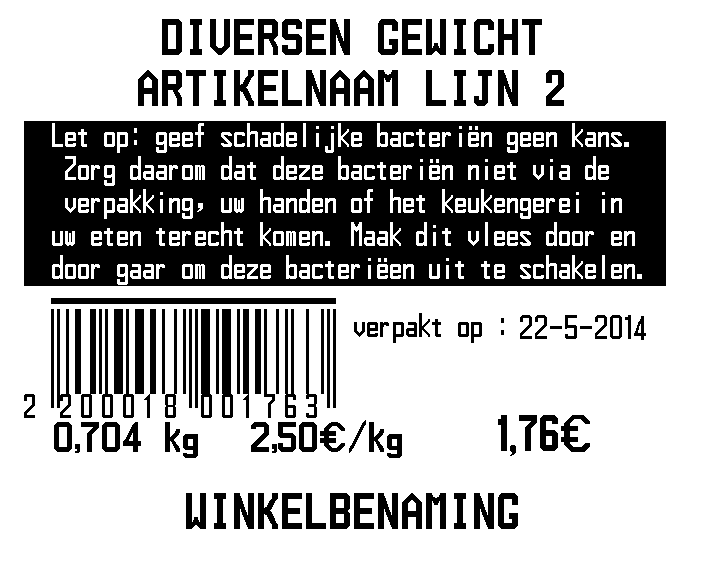 DIVERSEN GEWICHT
ARTIKELNAAM LIJN 2
Let op: geef schadelijke bacteriën geen kans.
Zorg daarom dat deze bacteriën niet via de
verpakking, uw handen of het keukengerei in
uw eten terecht komen. Maak dit vlees door en
door gaar om deze bacteriëen uit te schakelen.
verpakt op : 22-5-2014
2 200018 001763
0,704 kg 2,50€/kg 1,76€
WINKELBENAMING